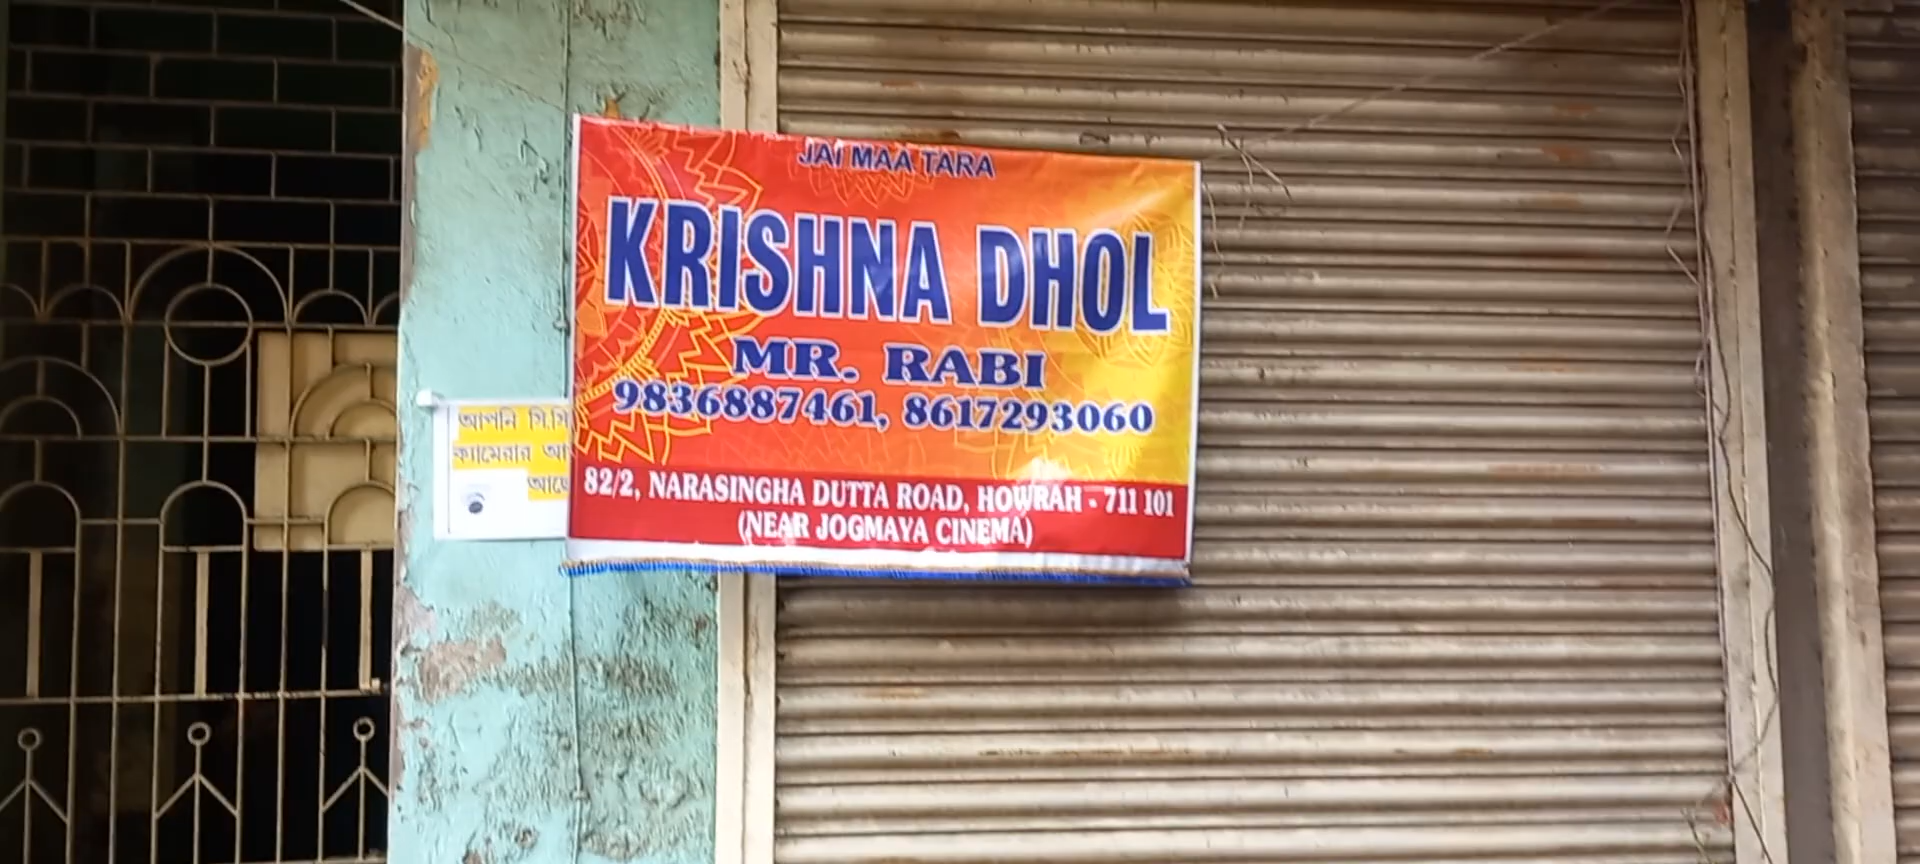 JAI MAA TARA
KRISHNA DHOL
MR. RABI
9836887461, 8617293060
82/2, NARASINGHA DUTTA ROAD, HOWRAH - 711 101
(NEAR JOGMAYA CINEMA)
আপনি সি.সি
ক্যামেরার